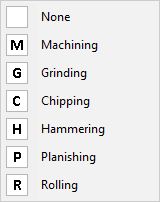 None
M Machining
G Grinding
C Chipping
H Hammering
P Planishing
R Rolling